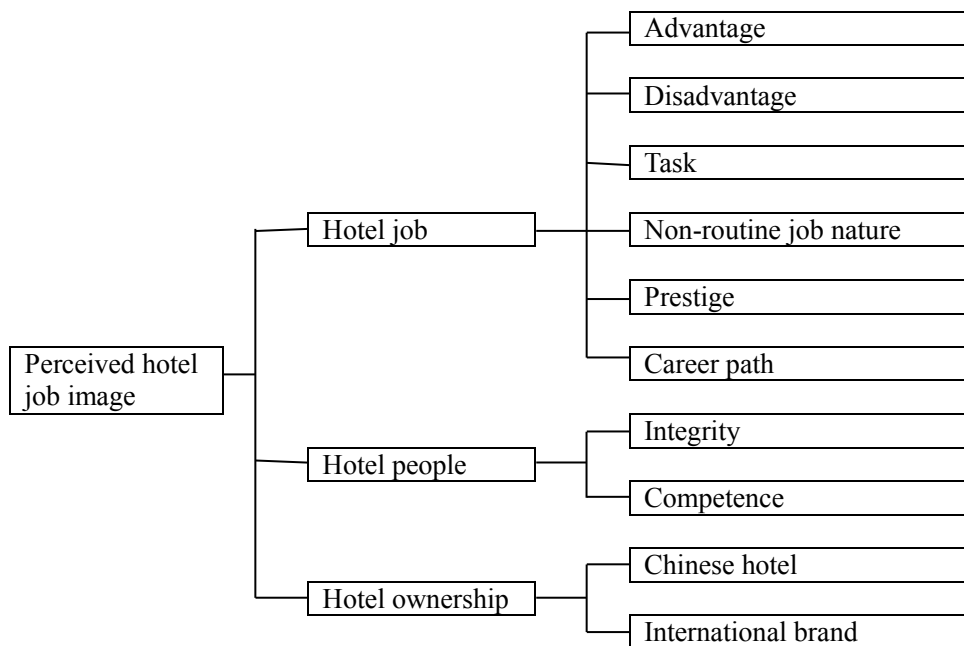 Advantage
Disadvantage
Task
Hotel job
Non-routine job nature
Prestige
Perceived hotel
job image
Career path
Integrity
Hotel people
Competence
Chinese hotel
Hotel ownership
International brand